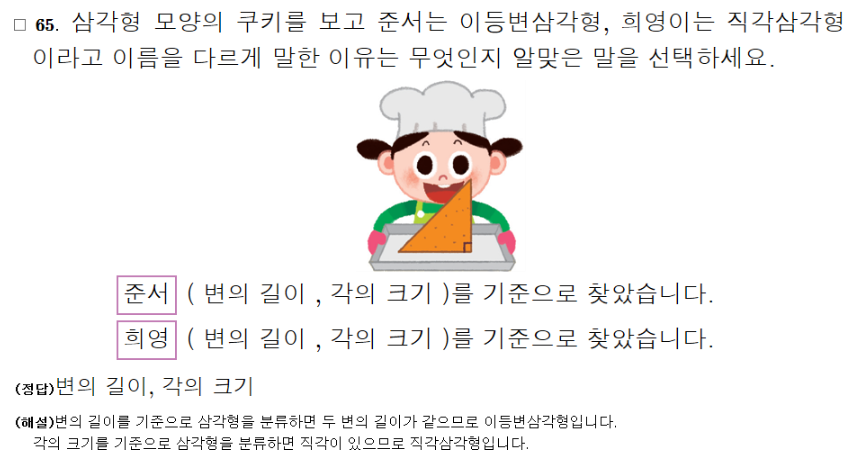 □ 65. 삼각형 모양의 쿠키를 보고 준서는 이등변삼각형, 희영이는 직각삼각형
이라고 이름을 다르게 말한 이유는 무엇인지 알맞은 말을 선택하세요.
준서 ( 변의 길이 , 각의 크기 )를 기준으로 찾았습니다.
희영 ( 변의 길이 , 각의 크기 )를 기준으로 찾았습니다.
(정답)변의 길이, 각의 크기
(해설)변의 길이를 기준으로 삼각형을 분류하면 두 변의 길이가 같으므로 이등변삼각형입니다.
각의 크기를 기준으로 삼각형을 분류하면 직각이 있으므로 직각삼각형입니다.